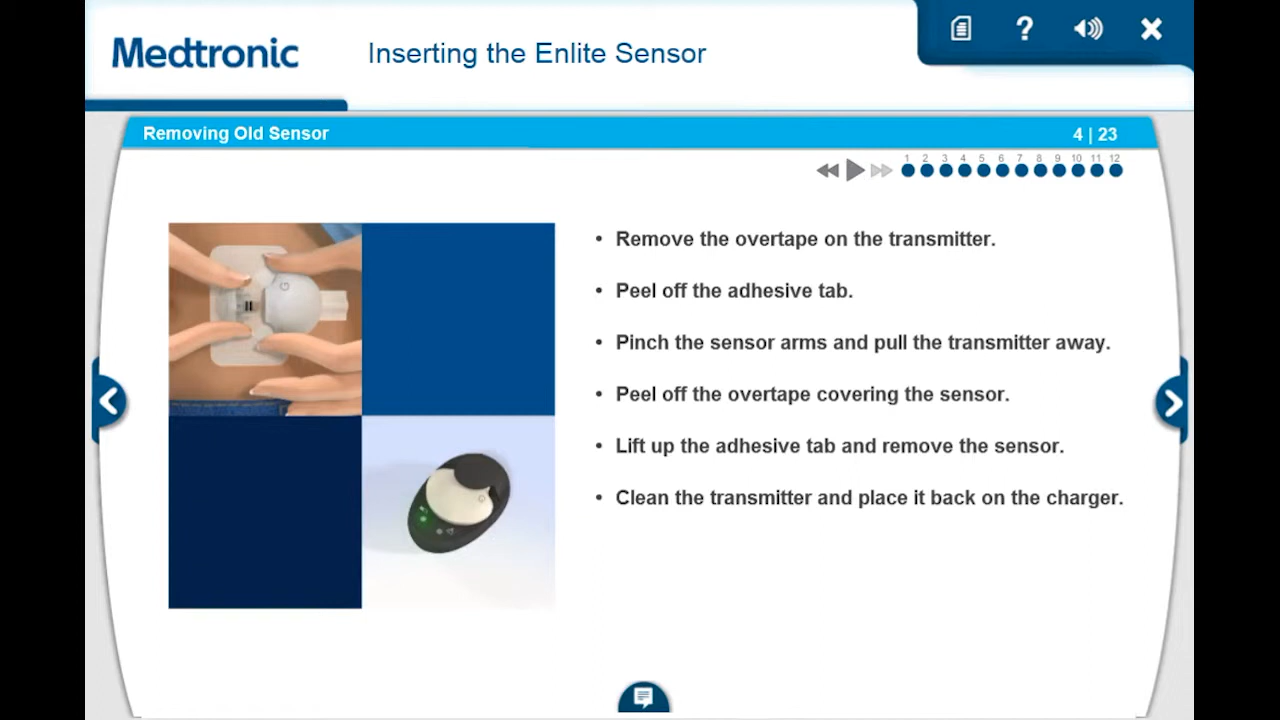 Medtronic
Inserting the Enlite Sensor
?
Removing Old Sensor
4 | 23
1 2 3 4 5 6 7 8 9 10 11 12
• Remove the overtape on the transmitter.
• Peel off the adhesive tab.
• Pinch the sensor arms and pull the transmitter away.
• Peel off the overtape covering the sensor.
• Lift up the adhesive tab and remove the sensor.
• Clean the transmitter and place it back on the charger.